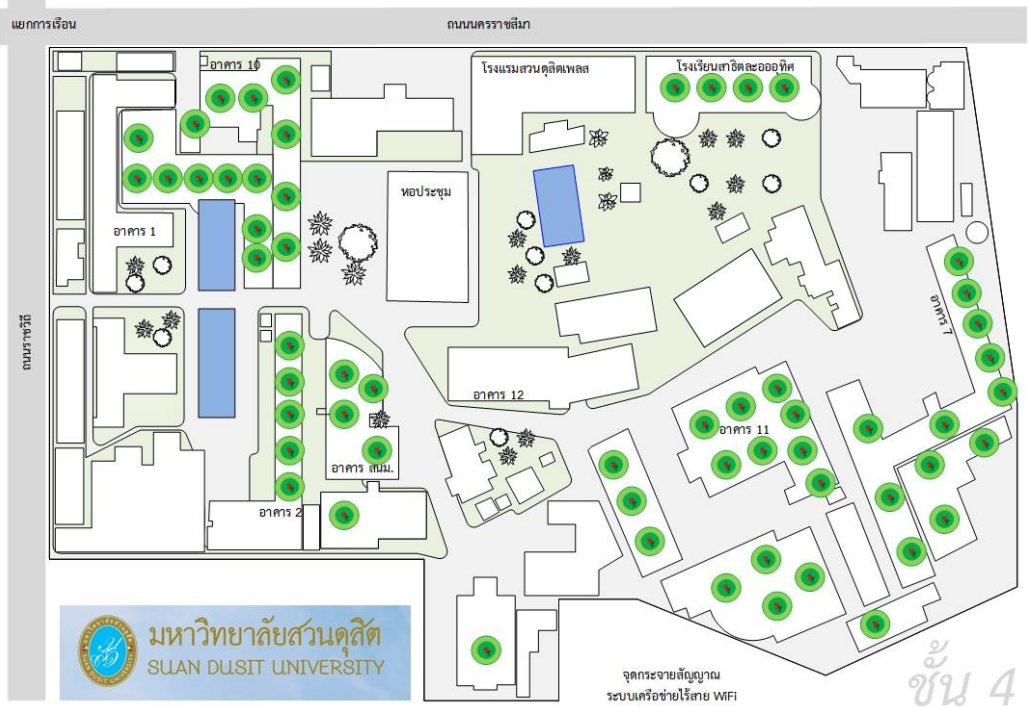 แยกการเรือน
ถนนนครราชสีมา
อาคาร 10
โรงแรมสวนดุสิตเพลส
โรงเรียนสาธิตละอออุทิศ
หอประชุม
อาคาร 1
ถนนราชวิถี
อาคาร 7
อาคาร 12
อาคาร 11
อาคาร สนม.
อาคาร 2
มหาวิทยาลัยสวนดุสิต
SUAN DUSIT UNIVERSITY
จุดกระจายสัญญาณ
ระบบเครือข่ายไร้สาย WiFi
ชั้น 4